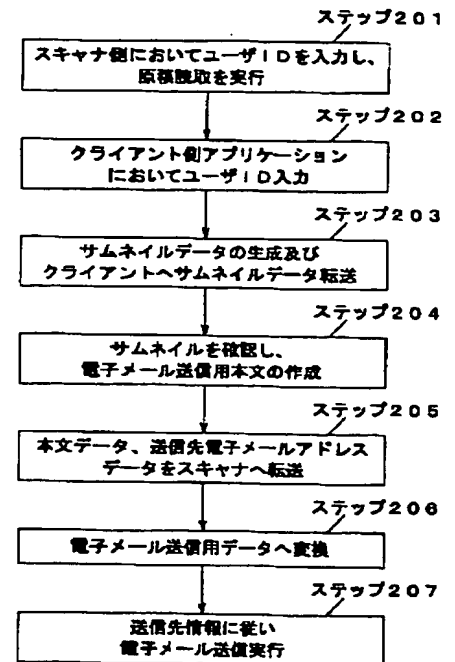 ステップ201
スキャナ側においてユーザIDを入力し、
原稿読取を実行
ステップ202
クライアント側アプリケーション
においてユーザID入力
ステップ203
サムネイルデータの生成及び
クライアントへサムネイルデータ転送
ステップ204
サムネイルを確認し、
電子メール送信用本文の作成
ステップ205
本文データ、送信先電子メールアドレス
データをスキャナへ転送
ステップ206
電子メール送信用データへ変換
ステップ207
送信先情報に従い
電子メール送信実行